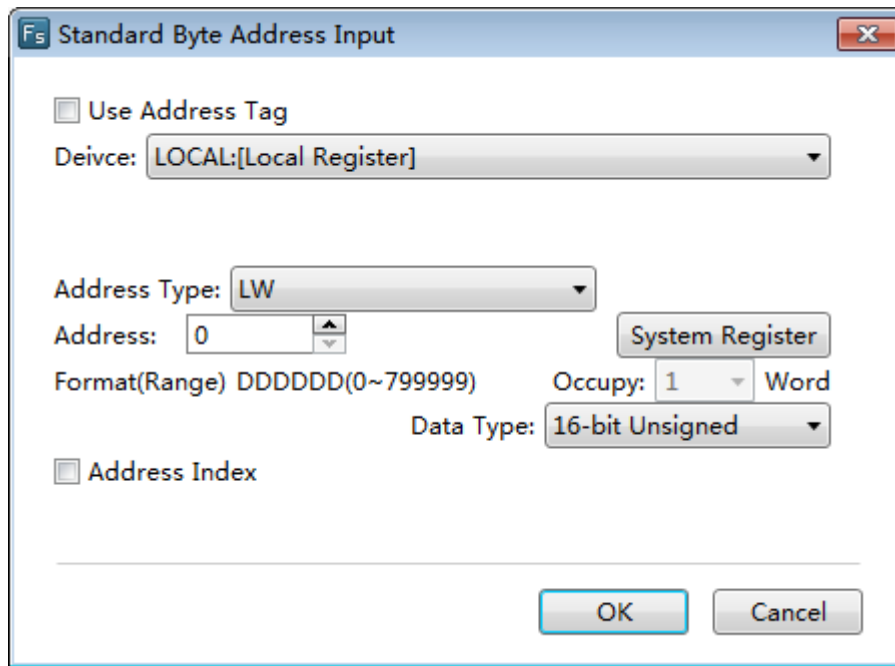 Fs Standard Byte Address Input
Use Address Tag
Deivce: LOCAL:[Local Register]
Address Type: LW
Address: 0 System Register
Format(Range) DDDDDD(0~799999) Occupy: 1 Word
Data Type: 16-bit Unsigned
Address Index
OK Cancel